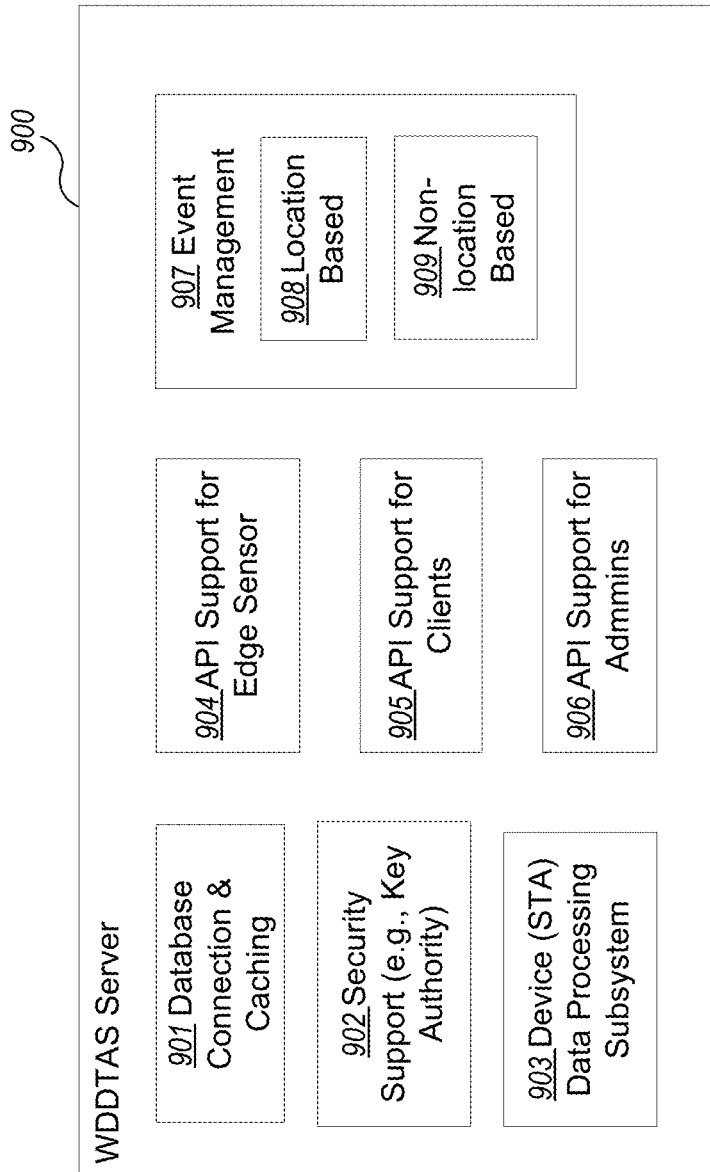 900
WDDTAS Server
901 Database
Connection &
Caching
902 Security
Support (e.g., Key
Authority)
903 Device (STA)
Data Processing
Subsystem
904 API Support for
Edge Sensor
905 API Support for
Clients
906 API Support for
Admmins
907 Event
Management
908 Location
Based
909 Non-
location
Based